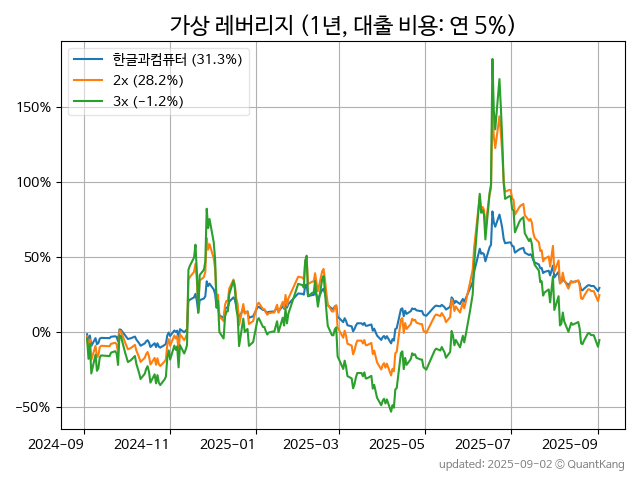 가상 레버리지 (1년, 대출 비용: 연 5%)
한글과컴퓨터 (31.3%)
2x (28.2%)
3x (−1.2%)
150%
100%
50%
0%
−50%
2024-09
2024-11
2025-01
2025-03
2025-05
2025-07
2025-09
updated: 2025-09-02 © QuantKang